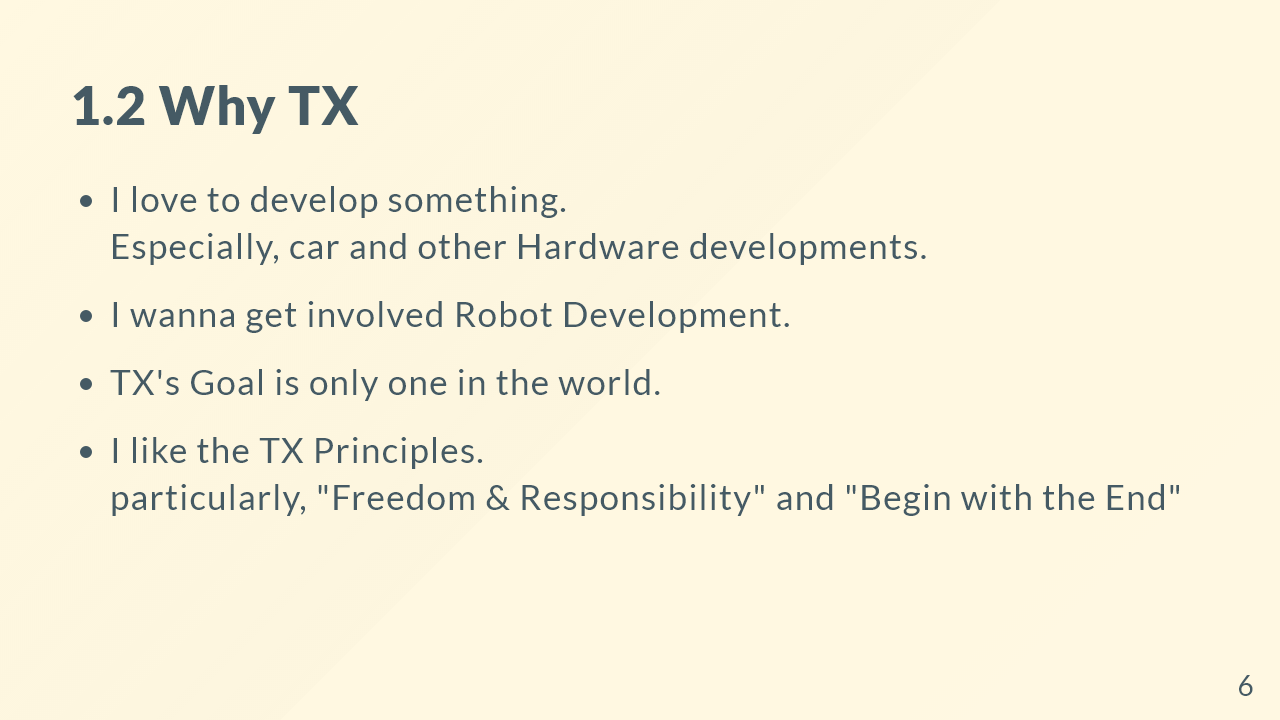 1.2 Why TX
• I love to develop something.
Especially, car and other Hardware developments.
• I wanna get involved Robot Development.
• TX's Goal is only one in the world.
• I like the TX Principles.
particularly, "Freedom & Responsibility" and "Begin with the End"
6